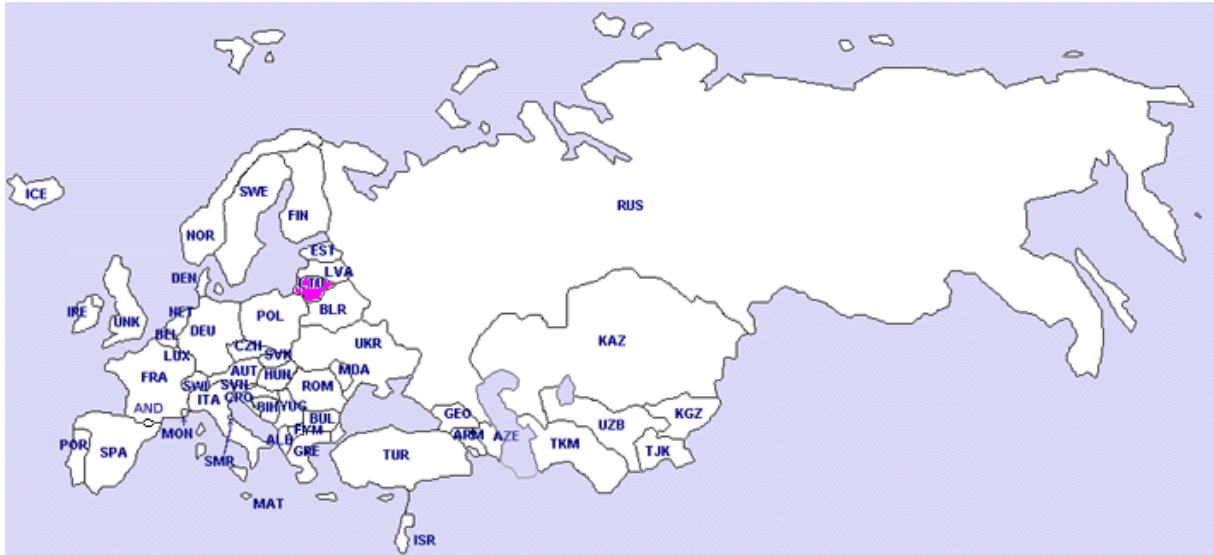 ICE
SWE
FIN
NOR
RUS
EST
LVA
LTU
DEN
IRE
UNK
NET
BEL
DEU
POL
BLR
LUX
CZH
SVK
UKR
KAZ
FRA
SWI
AUT
HUN
MDA
SVN
ROM
ITA
CRO
BIH
YUG
AND
MON
BUL
GEO
KGZ
UZB
FYM
ARM
AZE
TKM
TJK
POR
SPA
ALB
GRE
TUR
SMR
MAT
ISR